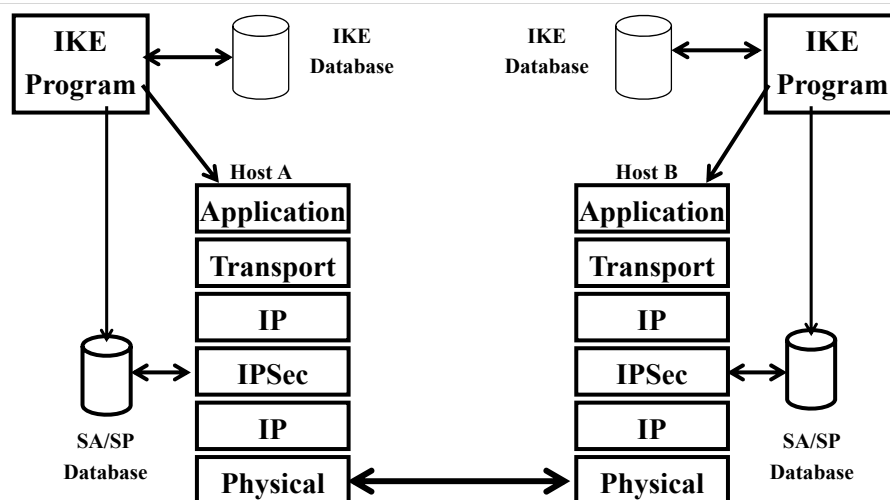 IKE
Program
IKE
Database
IKE
Database
IKE
Program
Host A
Host B
Application
Application
Transport
Transport
IP
IP
IPSec
IPSec
IP
IP
SA/SP
Database
SA/SP
Database
Physical
Physical